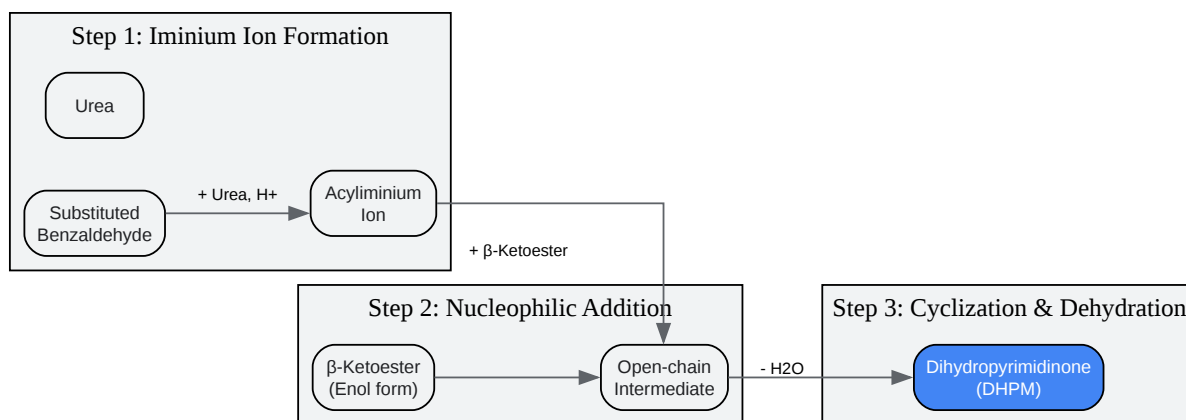 Step 1: Iminium Ion Formation
Urea
Substituted
Benzaldehyde
+ Urea, H+
Acyliminium
Ion
+ β-Ketoester
Step 2: Nucleophilic Addition
β-Ketoester
(Enol form)
Open-chain
Intermediate
- H2O
Step 3: Cyclization & Dehydration
Dihydropyrimidinone
(DHPM)